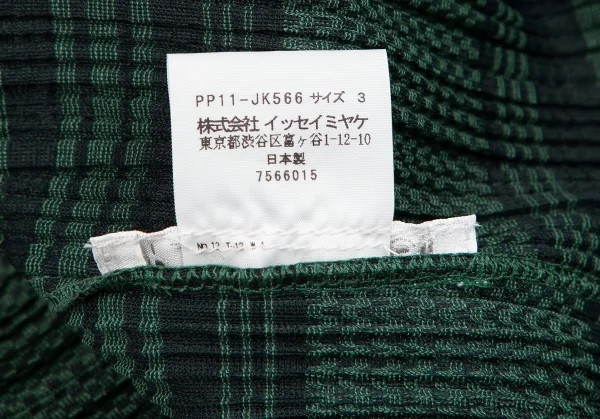 PP11-JK566 サイズ 3
株式会社 イッセイミヤケ
東京都渋谷区富ヶ谷1-12-10
日本製
7566015